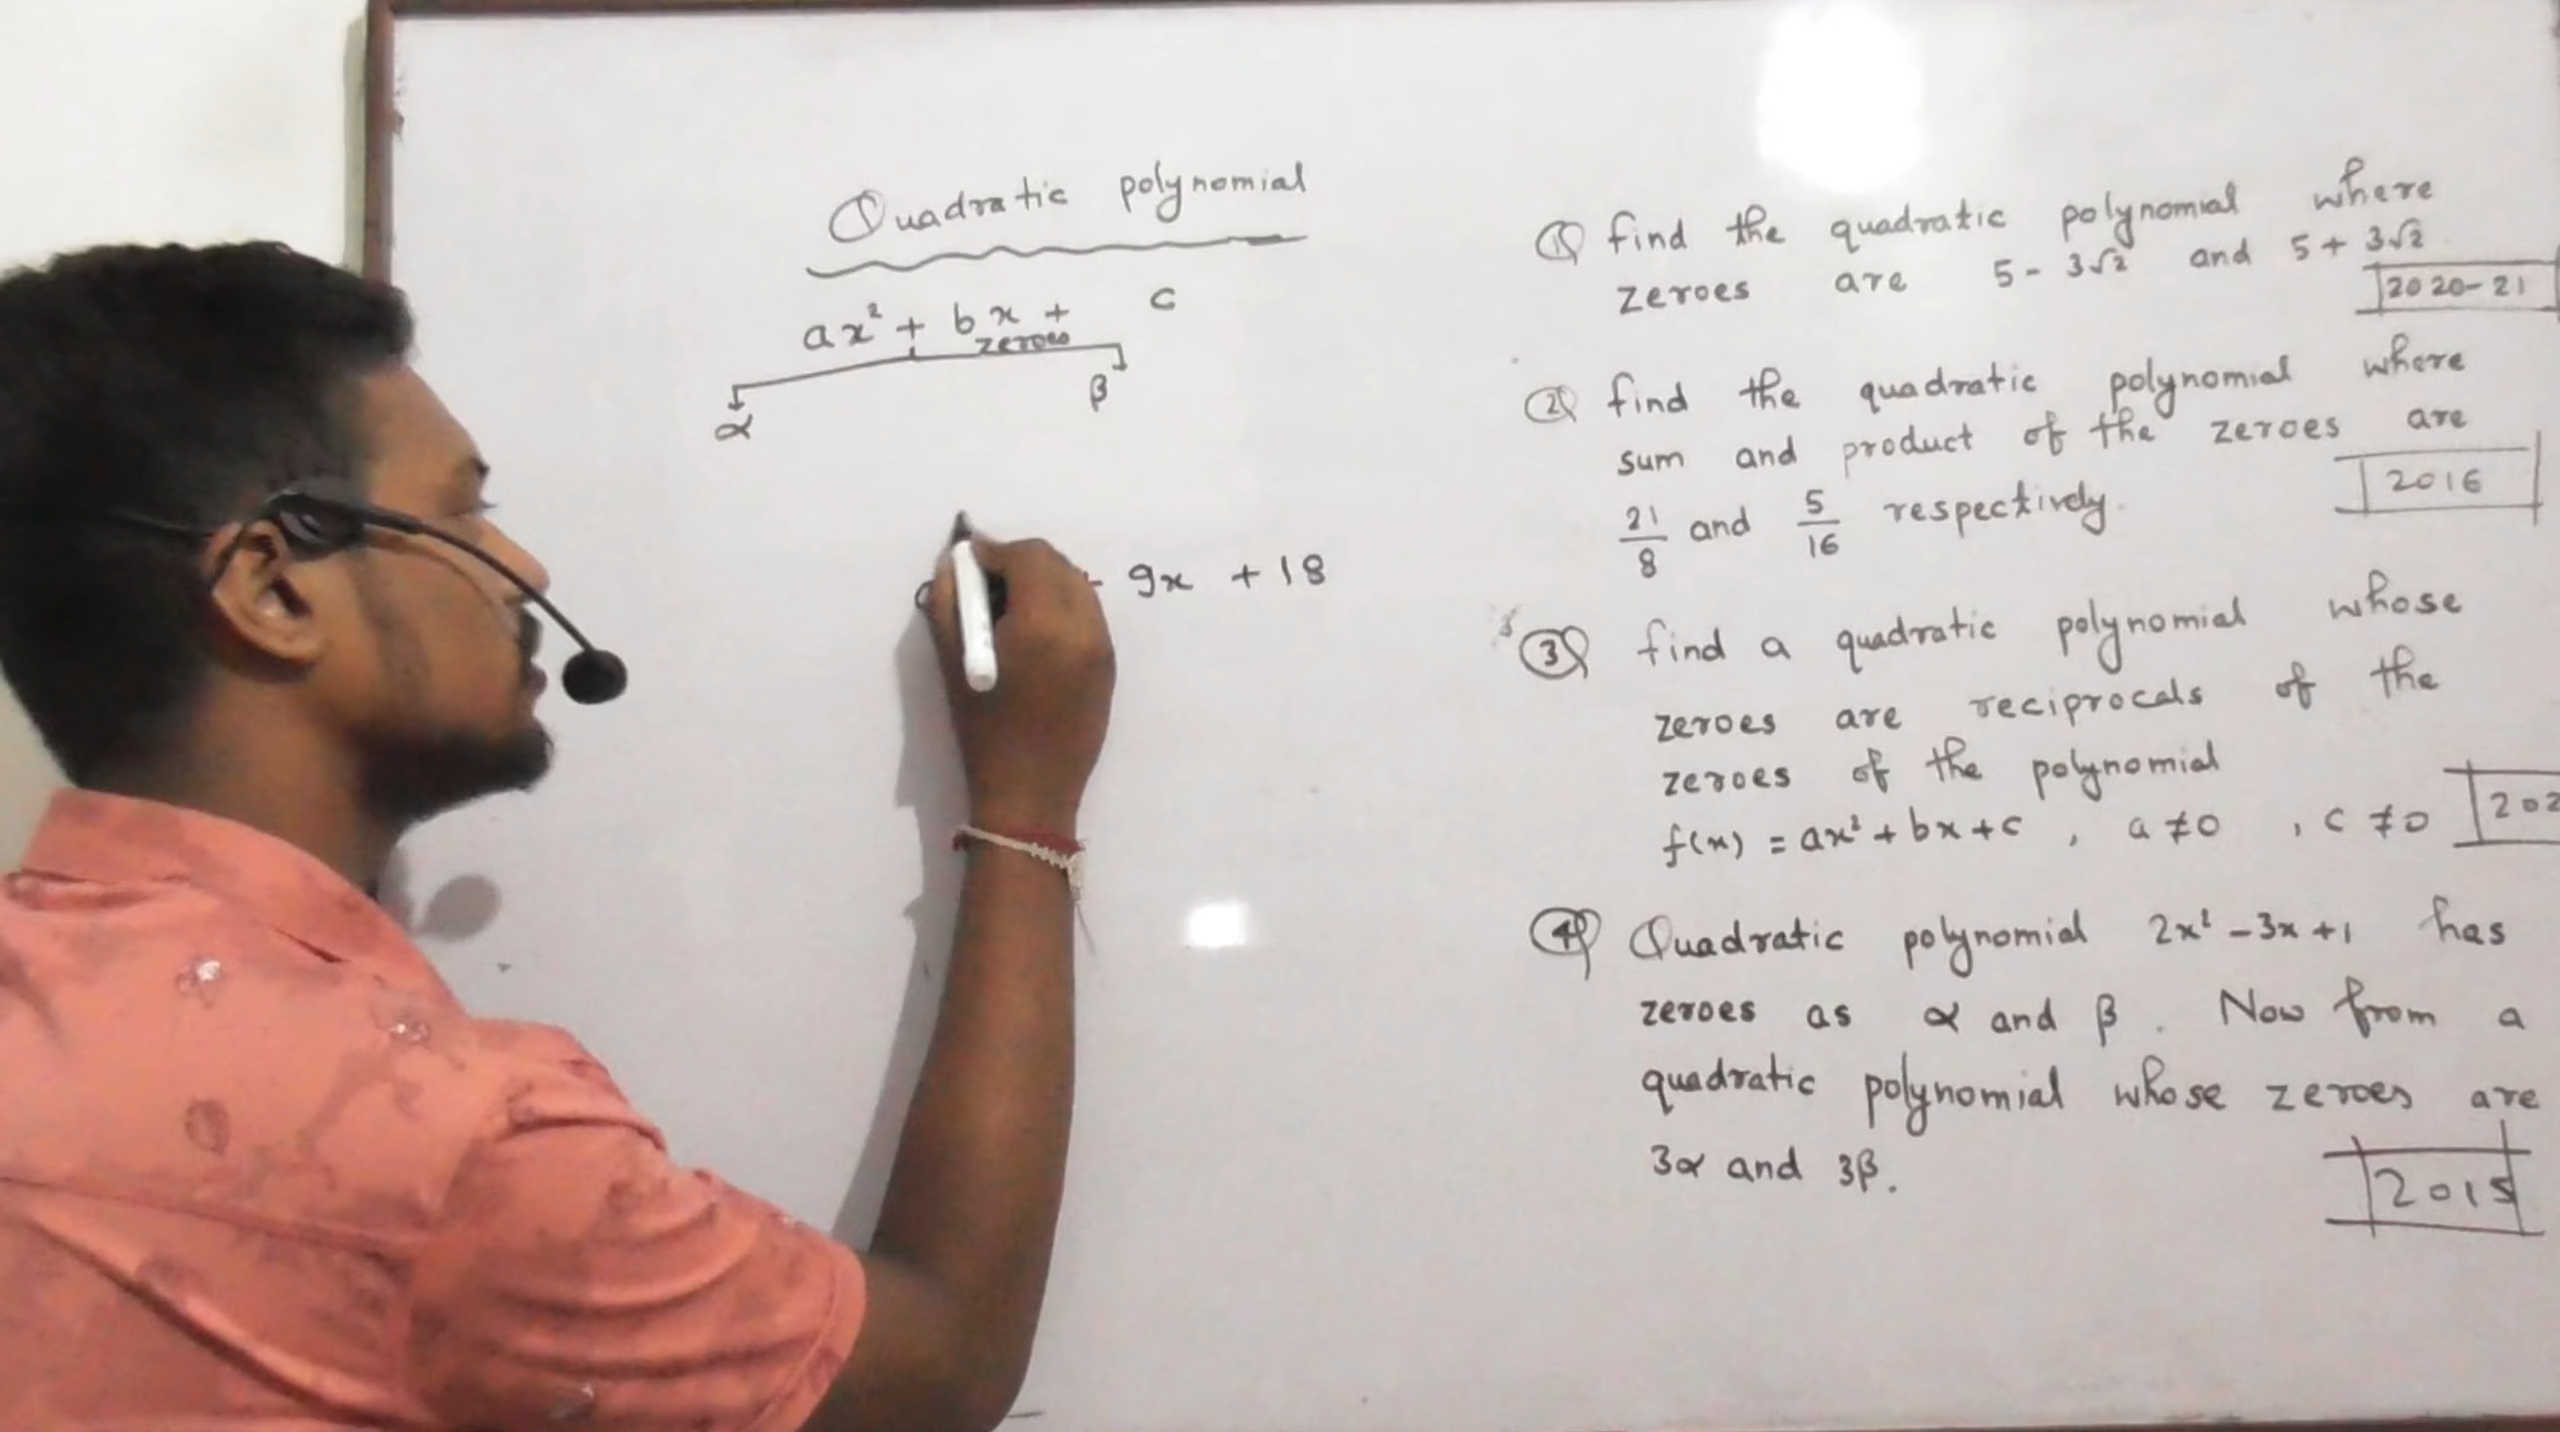 Quadratic polynomial
ax² + bx + c
zeroes
α β
9x + 18
① find the quadratic polynomial where
zeroes are 5 - 3√2 and 5 + 3√2
2020-21
② find the quadratic polynomial where
sum and product of the zeroes are
21/8 and 5/16 respectively.
2016
③ find a quadratic polynomial whose
zeroes are reciprocals of the
zeroes of the polynomial
f(x) = ax² + bx + c , a ≠ 0 , c ≠ 0
④ Quadratic polynomial 2x² - 3x + 1 has
zeroes as α and β. Now from a
quadratic polynomial whose zeroes are
3α and 3β.
2015